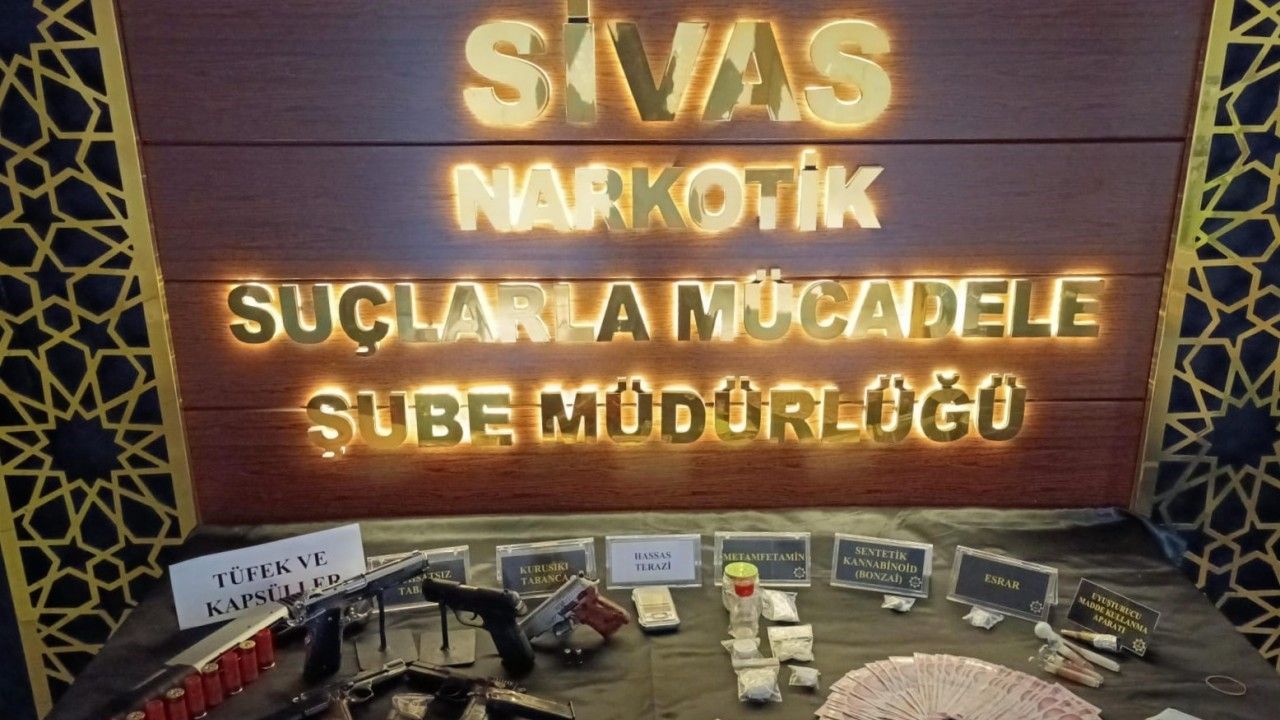 SİVAS
NARKOTİK
SUÇLARLA MÜCADELE
ŞUBE MÜDÜRLÜĞÜ
TÜFEK VE
KAPSÜLLER
KURUSIKI
TABANCA
HASSAS
TERAZİ
METAMFETAMİN
SENTETİK
KANNABİNOİD
(BONZAİ)
ESRAR
UYUŞTURUCU
MADDE KULLANMA
APARATI